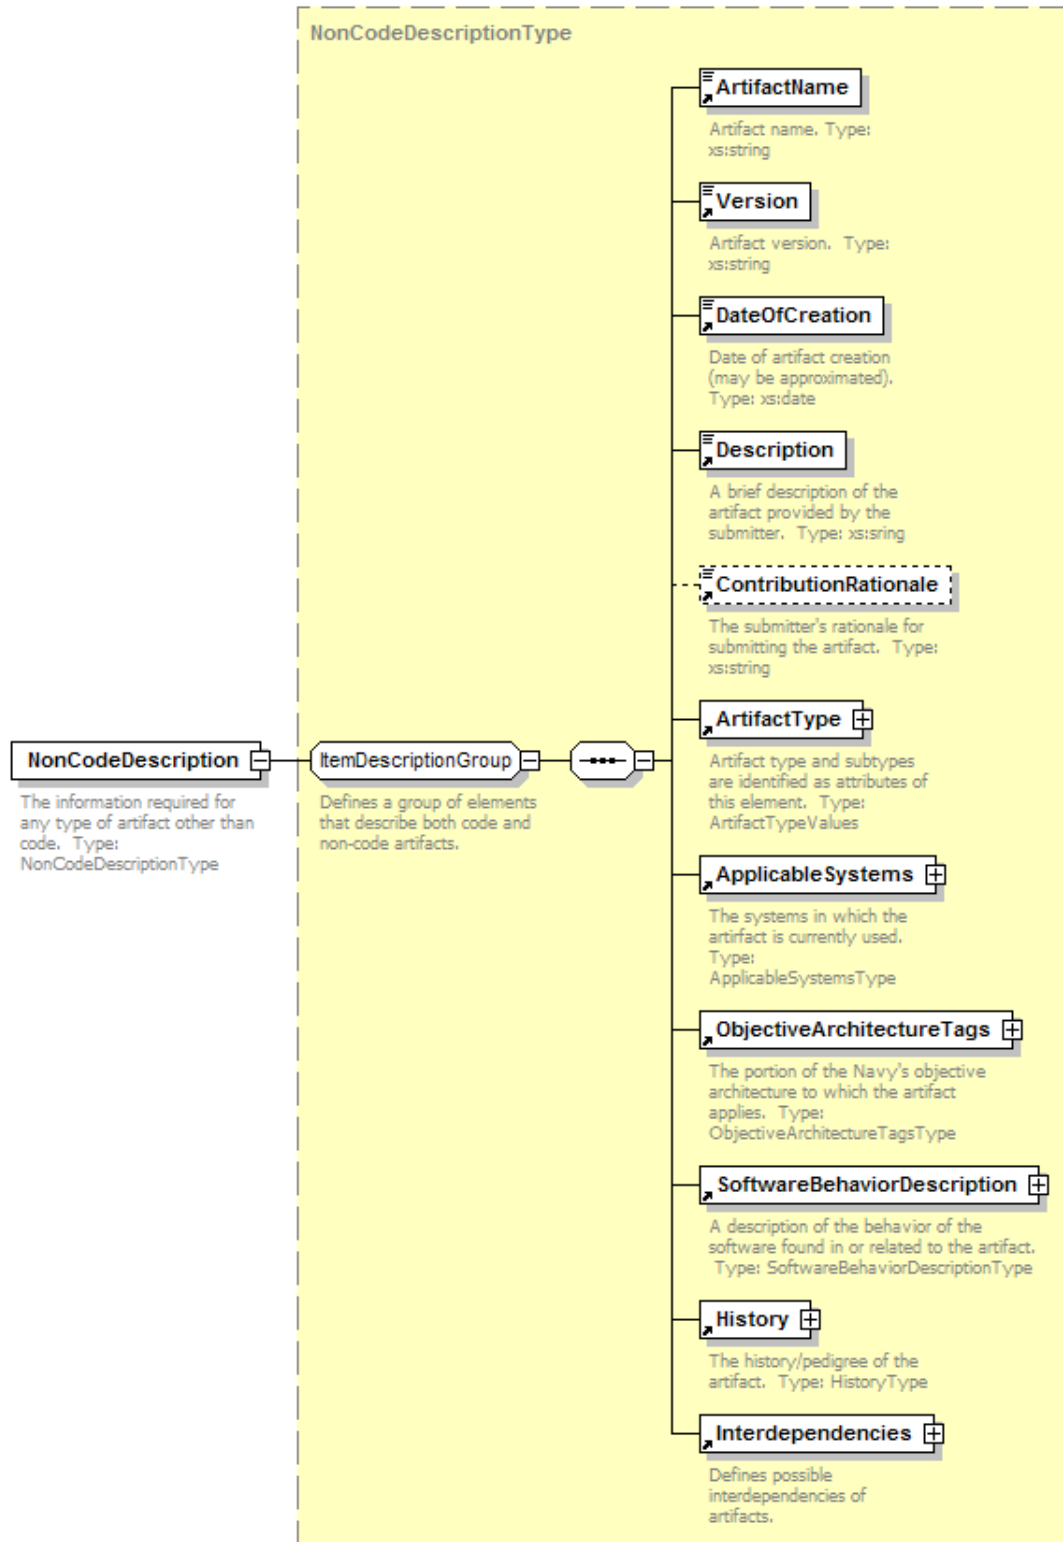 NonCodeDescriptionType
ArtifactName
Artifact name. Type:
xs:string
Version
Artifact version. Type:
xs:string
DateOfCreation
Date of artifact creation
(may be approximated).
Type: xs:date
Description
A brief description of the
artifact provided by the
submitter. Type: xs:sring
ContributionRationale
The submitter's rationale for
submitting the artifact. Type:
xs:string
NonCodeDescription
The information required for
any type of artifact other than
code. Type:
NonCodeDescriptionType
ItemDescriptionGroup
Defines a group of elements
that describe both code and
non-code artifacts.
ArtifactType
Artifact type and subtypes
are identified as attributes of
this element. Type:
ArtifactTypeValues
ApplicableSystems
The systems in which the
artirfact is currently used.
Type:
ApplicableSystemsType
ObjectiveArchitectureTags
The portion of the Navy's objective
architecture to which the artifact
applies. Type:
ObjectiveArchitectureTagsType
SoftwareBehaviorDescription
A description of the behavior of the
software found in or related to the artifact.
Type: SoftwareBehaviorDescriptionType
History
The history/pedigree of the
artifact. Type: HistoryType
Interdependencies
Defines possible
interdependencies of
artifacts.